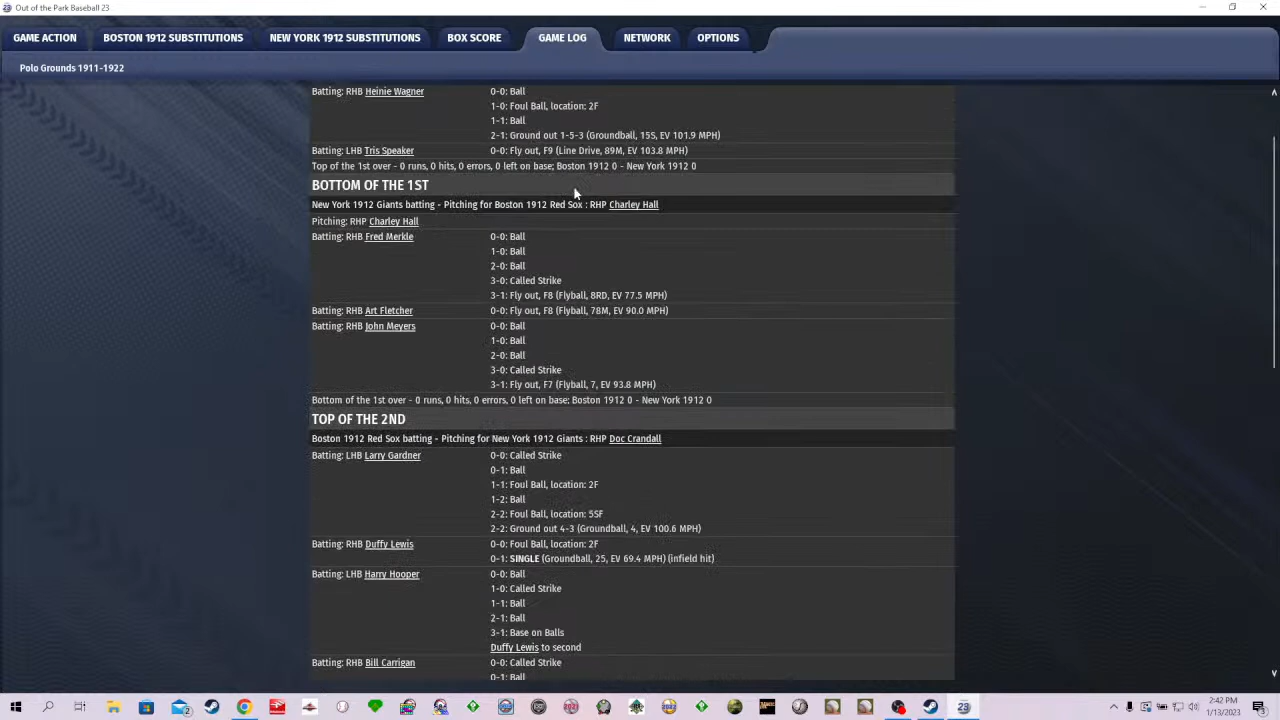 Out of the Park Baseball 23
GAME ACTION BOSTON 1912 SUBSTITUTIONS NEW YORK 1912 SUBSTITUTIONS BOX SCORE GAME LOG NETWORK OPTIONS
Polo Grounds 1911-1922
Batting: RHB Heinie Wagner 0-0: Ball
1-0: Foul Ball, location: 2F
1-1: Ball
2-1: Ground out 1-5-3 (Groundball, 15S, EV 101.9 MPH)
Batting: LHB Tris Speaker 0-0: Fly out, F9 (Line Drive, 89M, EV 103.8 MPH)
Top of the 1st over - 0 runs, 0 hits, 0 errors, 0 left on base; Boston 1912 0 - New York 1912 0
BOTTOM OF THE 1ST
New York 1912 Giants batting - Pitching for Boston 1912 Red Sox : RHP Charley Hall
Pitching: RHP Charley Hall
Batting: RHB Fred Merkle 0-0: Ball
1-0: Ball
2-0: Ball
3-0: Called Strike
3-1: Fly out, F8 (Flyball, 8RD, EV 77.5 MPH)
Batting: RHB Art Fletcher 0-0: Fly out, F8 (Flyball, 78M, EV 90.0 MPH)
Batting: RHB John Meyers 0-0: Ball
1-0: Ball
2-0: Ball
3-0: Called Strike
3-1: Fly out, F7 (Flyball, 7, EV 93.8 MPH)
Bottom of the 1st over - 0 runs, 0 hits, 0 errors, 0 left on base; Boston 1912 0 - New York 1912 0
TOP OF THE 2ND
Boston 1912 Red Sox batting - Pitching for New York 1912 Giants : RHP Doc Crandall
Batting: LHB Larry Gardner 0-0: Called Strike
0-1: Ball
1-1: Foul Ball, location: 2F
1-2: Ball
2-2: Foul Ball, location: 5SF
2-2: Ground out 4-3 (Groundball, 4, EV 100.6 MPH)
Batting: RHB Duffy Lewis 0-0: Foul Ball, location: 2F
0-1: SINGLE (Groundball, 25, EV 69.4 MPH) (infield hit)
Batting: LHB Harry Hooper 0-0: Ball
1-0: Called Strike
1-1: Ball
2-1: Ball
3-1: Base on Balls
Duffy Lewis to second
Batting: RHB Bill Carrigan 0-0: Called Strike
0-1: Ball
2:42 PM
1/13/2023